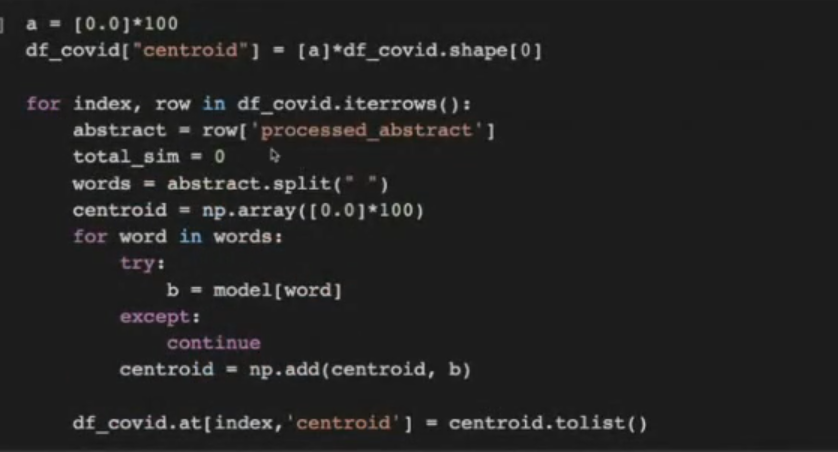 ] a = [0.0]*100
df_covid["centroid"] = [a]*df_covid.shape[0]
for index, row in df_covid.iterrows():
    abstract = row['processed_abstract']
    total_sim = 0
    words = abstract.split(" ")
    centroid = np.array([0.0]*100)
    for word in words:
        try:
            b = model[word]
        except:
            continue
        centroid = np.add(centroid, b)
    df_covid.at[index,'centroid'] = centroid.tolist()